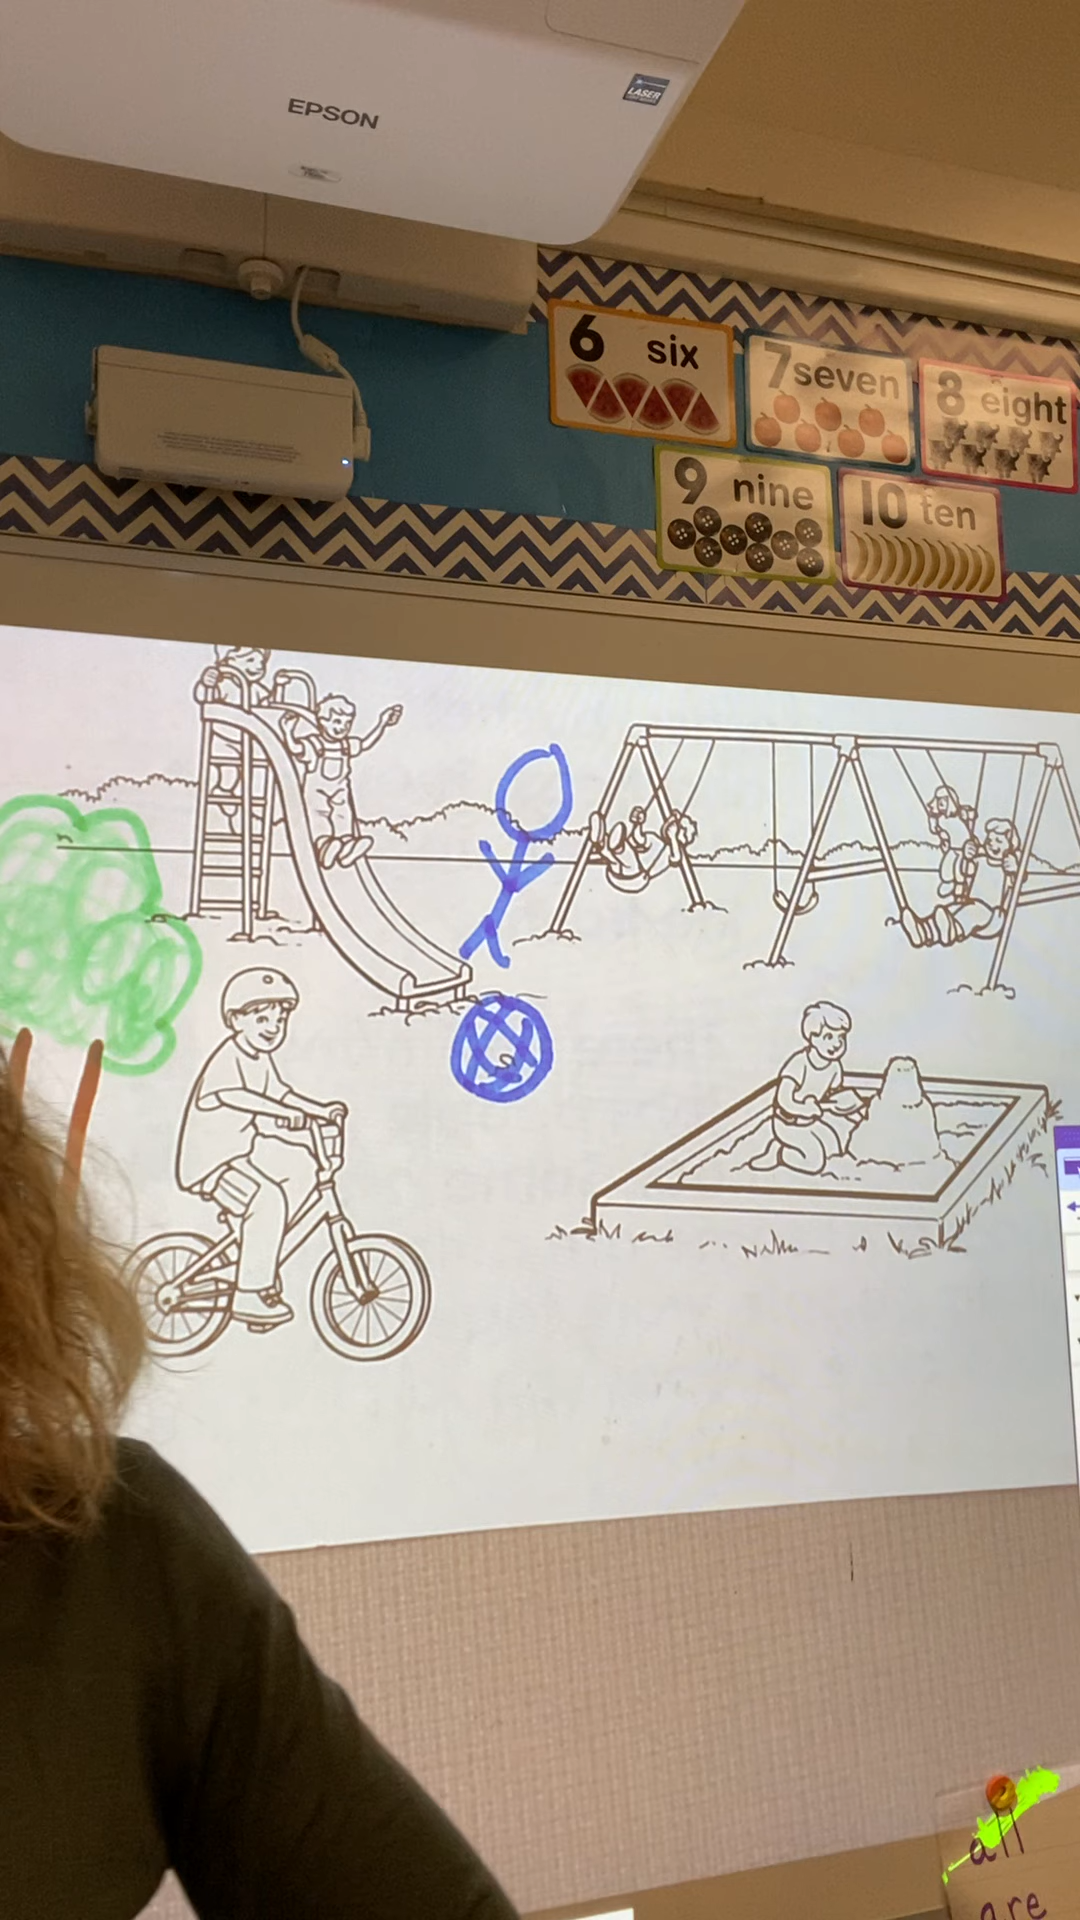 EPSON
LASER
6 six
7 seven
8 eight
9 nine
10 ten
all
are